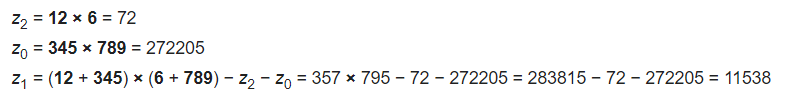 z₂ = 12 × 6 = 72
z₀ = 345 × 789 = 272205
z₁ = (12 + 345) × (6 + 789) − z₂ − z₀ = 357 × 795 − 72 − 272205 = 283815 − 72 − 272205 = 11538